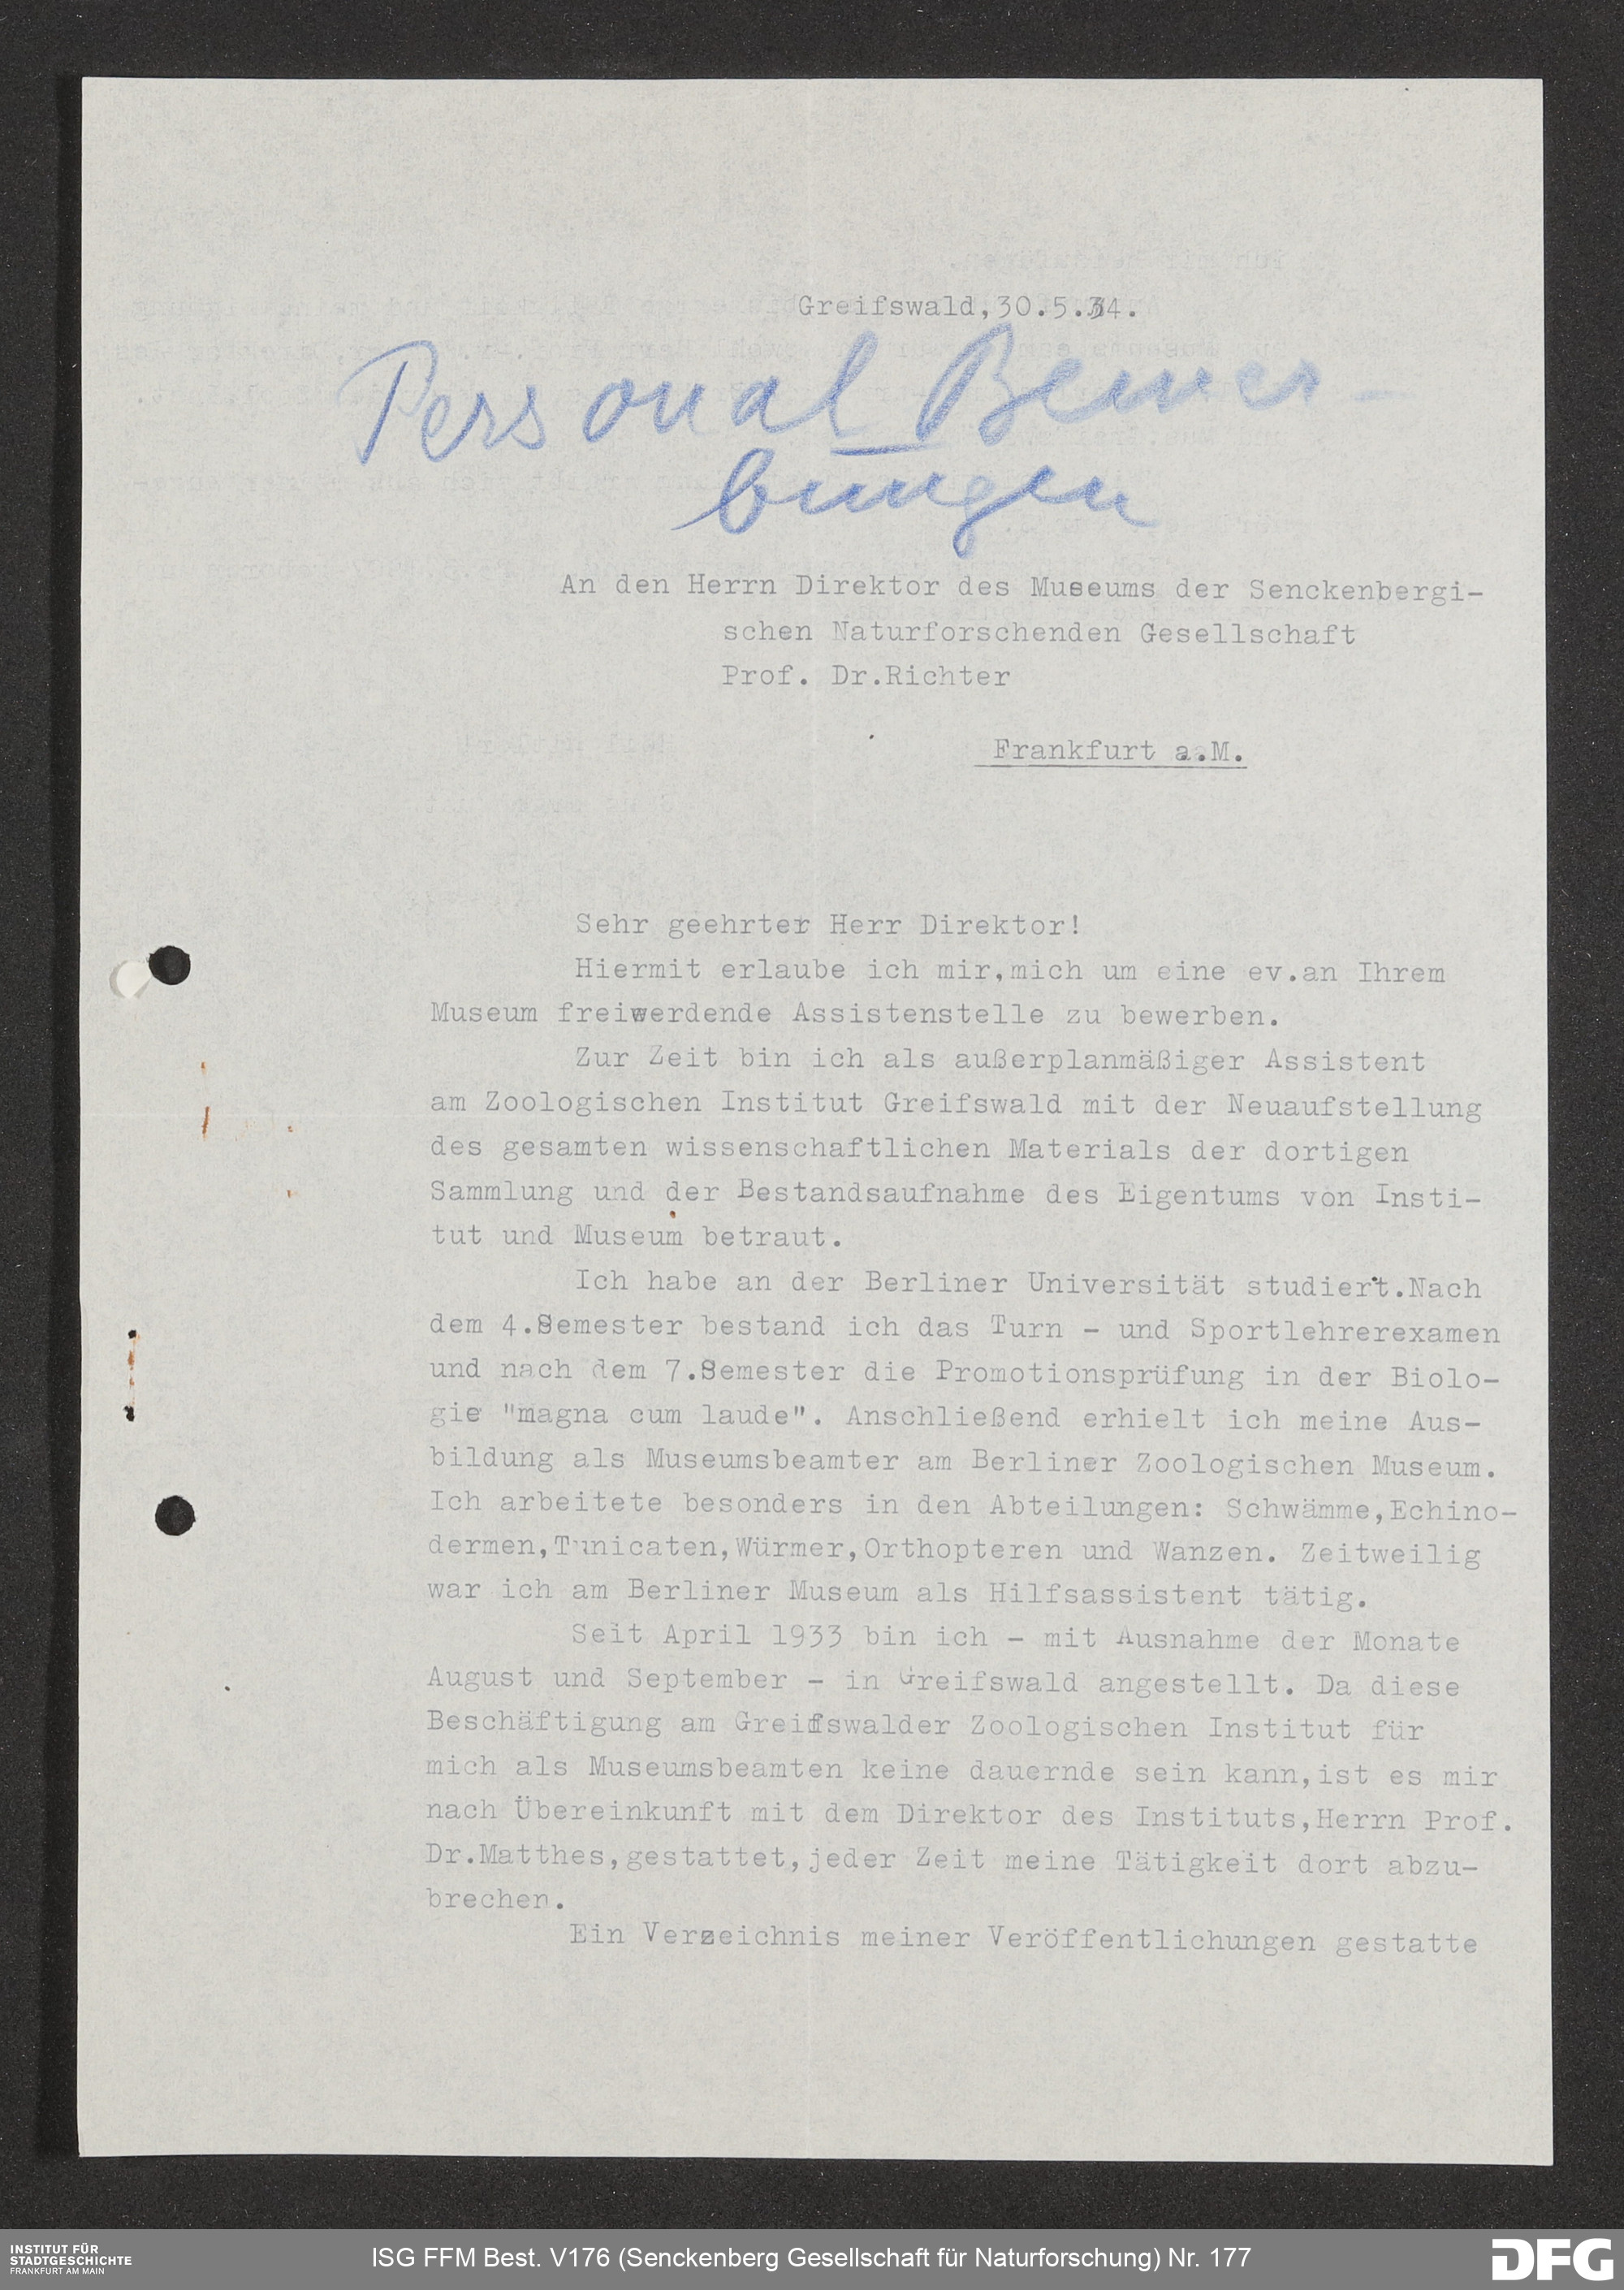 Greifswald,30.5.34.
Personal Bewer-
bungen
An den Herrn Direktor des Museums der Senckenbergi-
schen Naturforschenden Gesellschaft
Prof. Dr.Richter
Frankfurt a.M.
Sehr geehrter Herr Direktor!
Hiermit erlaube ich mir,mich um eine ev.an Ihrem
Museum freiwerdende Assistenstelle zu bewerben.
Zur Zeit bin ich als außerplanmäßiger Assistent
am Zoologischen Institut Greifswald mit der Neuaufstellung
des gesamten wissenschaftlichen Materials der dortigen
Sammlung und der Bestandsaufnahme des Eigentums von Insti-
tut und Museum betraut.
Ich habe an der Berliner Universität studiert.Nach
dem 4.Semester bestand ich das Turn - und Sportlehrerexamen
und nach dem 7.Semester die Promotionsprüfung in der Biolo-
gie "magna cum laude". Anschließend erhielt ich meine Aus-
bildung als Museumsbeamter am Berliner Zoologischen Museum.
Ich arbeitete besonders in den Abteilungen: Schwämme,Echino-
dermen,Tunicaten,Würmer,Orthopteren und Wanzen. Zeitweilig
war ich am Berliner Museum als Hilfsassistent tätig.
Seit April 1933 bin ich - mit Ausnahme der Monate
August und September - in Greifswald angestellt. Da diese
Beschäftigung am Greifswalder Zoologischen Institut für
mich als Museumsbeamten keine dauernde sein kann,ist es mir
nach Übereinkunft mit dem Direktor des Instituts,Herrn Prof.
Dr.Matthes,gestattet,jeder Zeit meine Tätigkeit dort abzu-
brechen.
Ein Verzeichnis meiner Veröffentlichungen gestatte
INSTITUT FÜR
STADTGESCHICHTE
FRANKFURT AM MAIN
ISG FFM Best. V176 (Senckenberg Gesellschaft für Naturforschung) Nr. 177
DFG